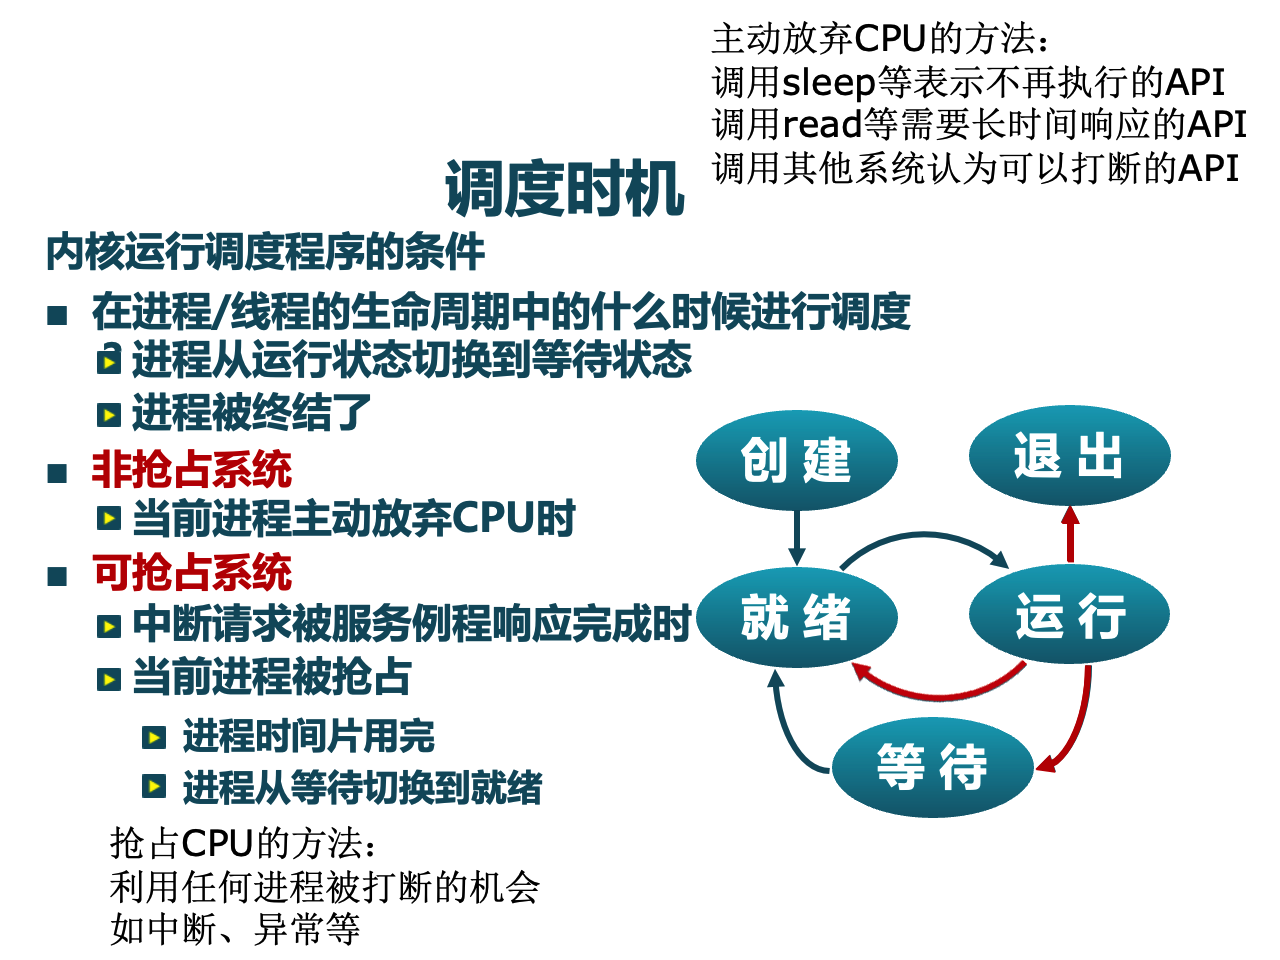 主动放弃CPU的方法：
调用sleep等表示不再执行的API
调用read等需要长时间响应的API
调用其他系统认为可以打断的API
调度时机
内核运行调度程序的条件
在进程/线程的生命周期中的什么时候进行调度
?
进程从运行状态切换到等待状态
进程被终结了
非抢占系统
当前进程主动放弃CPU时
可抢占系统
中断请求被服务例程响应完成时
当前进程被抢占
进程时间片用完
进程从等待切换到就绪
抢占CPU的方法：
利用任何进程被打断的机会
如中断、异常等
创 建
退 出
就 绪
运 行
等 待